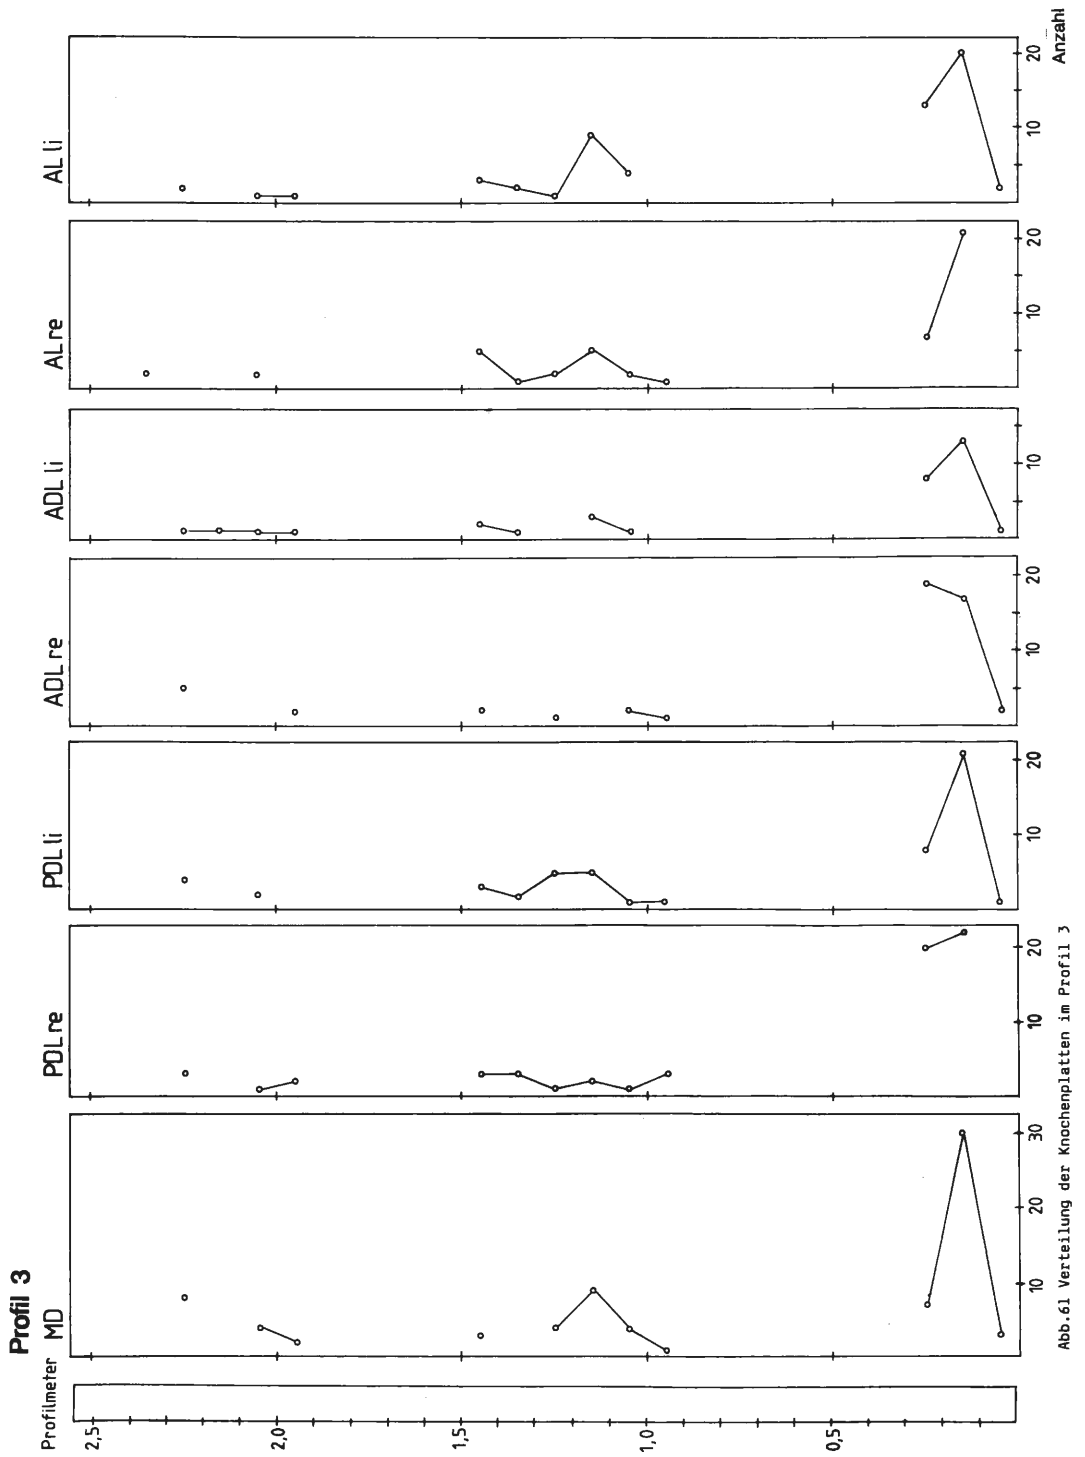 Profil 3
Profilmeter
MD
PDL re
PDL li
ADL re
ADL li
AL re
AL li
2,5
2,0
1,5
1,0
0,5
10
20
30
10
20
10
20
10
20
10
10
20
10
20
Anzahl
Abb.61 Verteilung der Knochenplatten im Profil 3